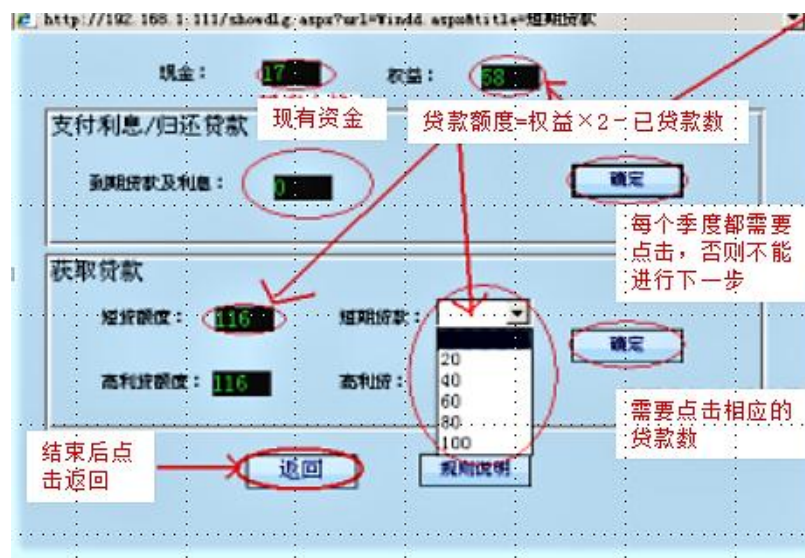 http://192.168.1.111/showdlg.aspx?url=Windd.aspx&title=短期贷款
现金： 17 权益： 58
现有资金
贷款额度=权益×2－已贷款数
支付利息/归还贷款
到期贷款及利息： 0 确定
每个季度都需要
点击，否则不能
进行下一步
获取贷款
短贷额度： 116 短期贷款：
确定
20
40
60
80
100
高利贷额度： 116 高利贷：
需要点击相应的
贷款数
结束后点
击返回
返回 规则说明